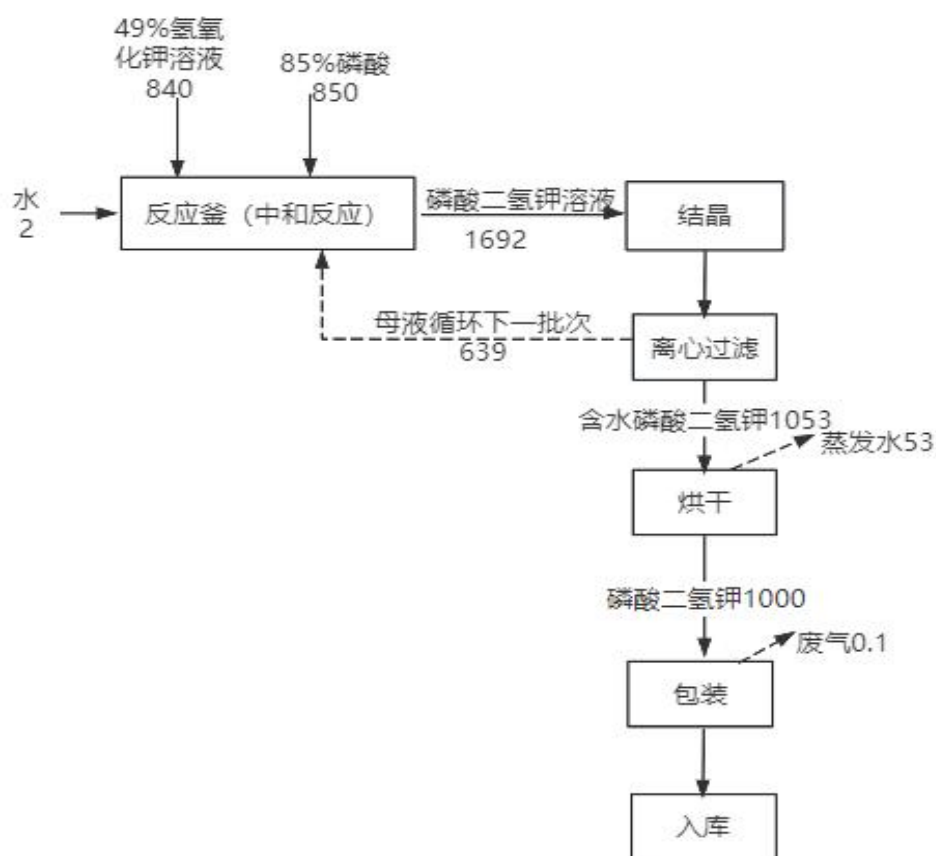 49%氢氧
化钾溶液
840
85%磷酸
850
水
2
反应釜（中和反应）
磷酸二氢钾溶液
1692
结晶
母液循环下一批次
639
离心过滤
含水磷酸二氢钾1053
蒸发水53
烘干
磷酸二氢钾1000
废气0.1
包装
入库